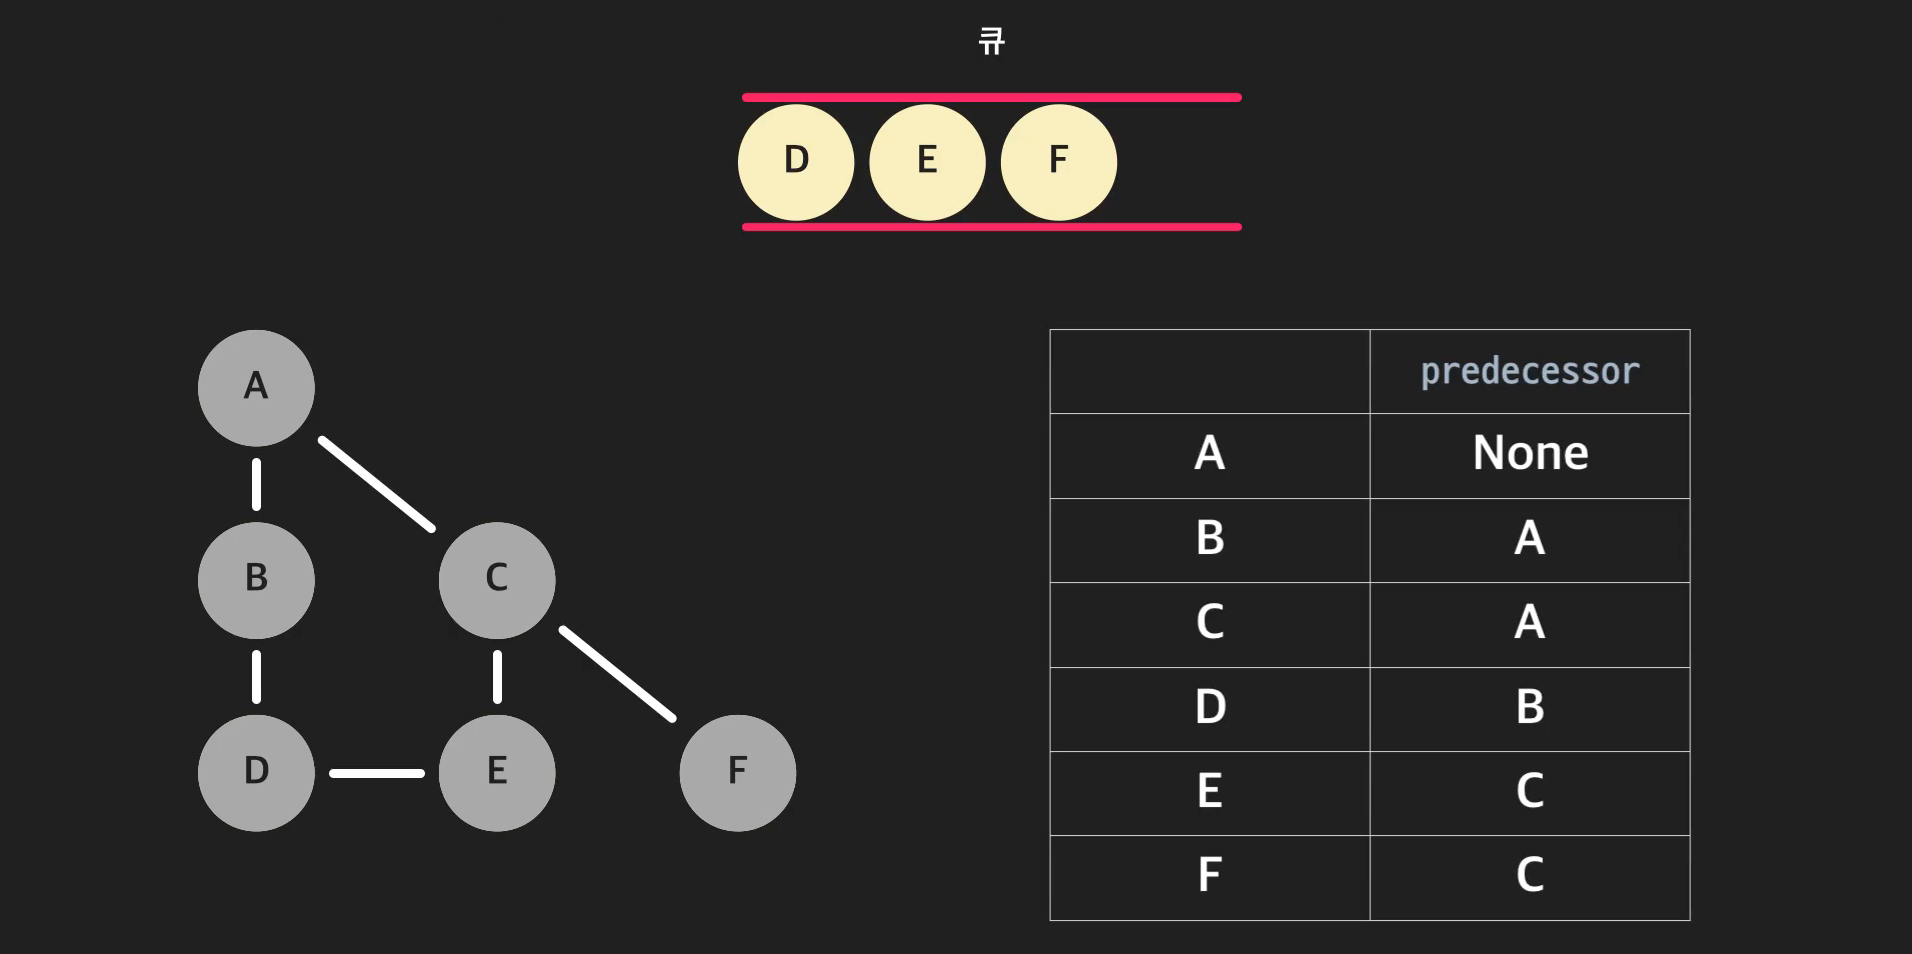 큐
D E F
A
B C
D E F
predecessor
A None
B A
C A
D B
E C
F C